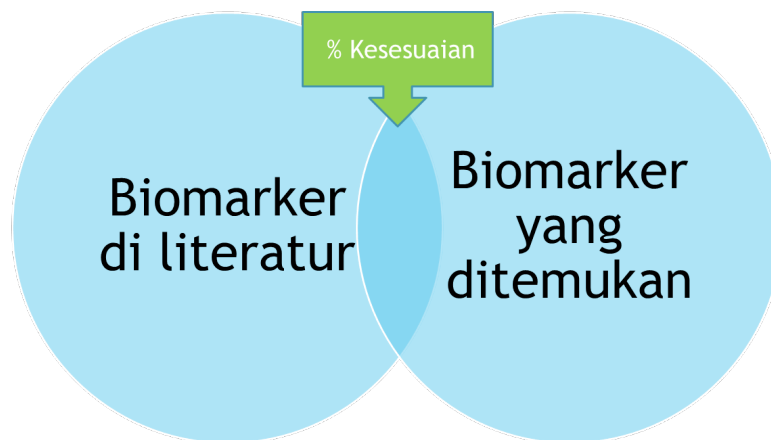 % Kesesuaian
Biomarker
di literatur
Biomarker
yang
ditemukan